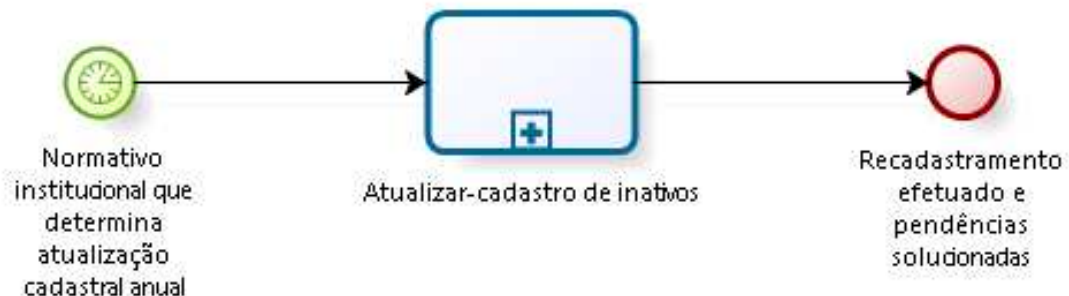 Normativo
institucional que
determina
atualização
cadastral anual
Atualizar-cadastro de inativos
Recadastramento
efetuado e
pendências
solucionadas